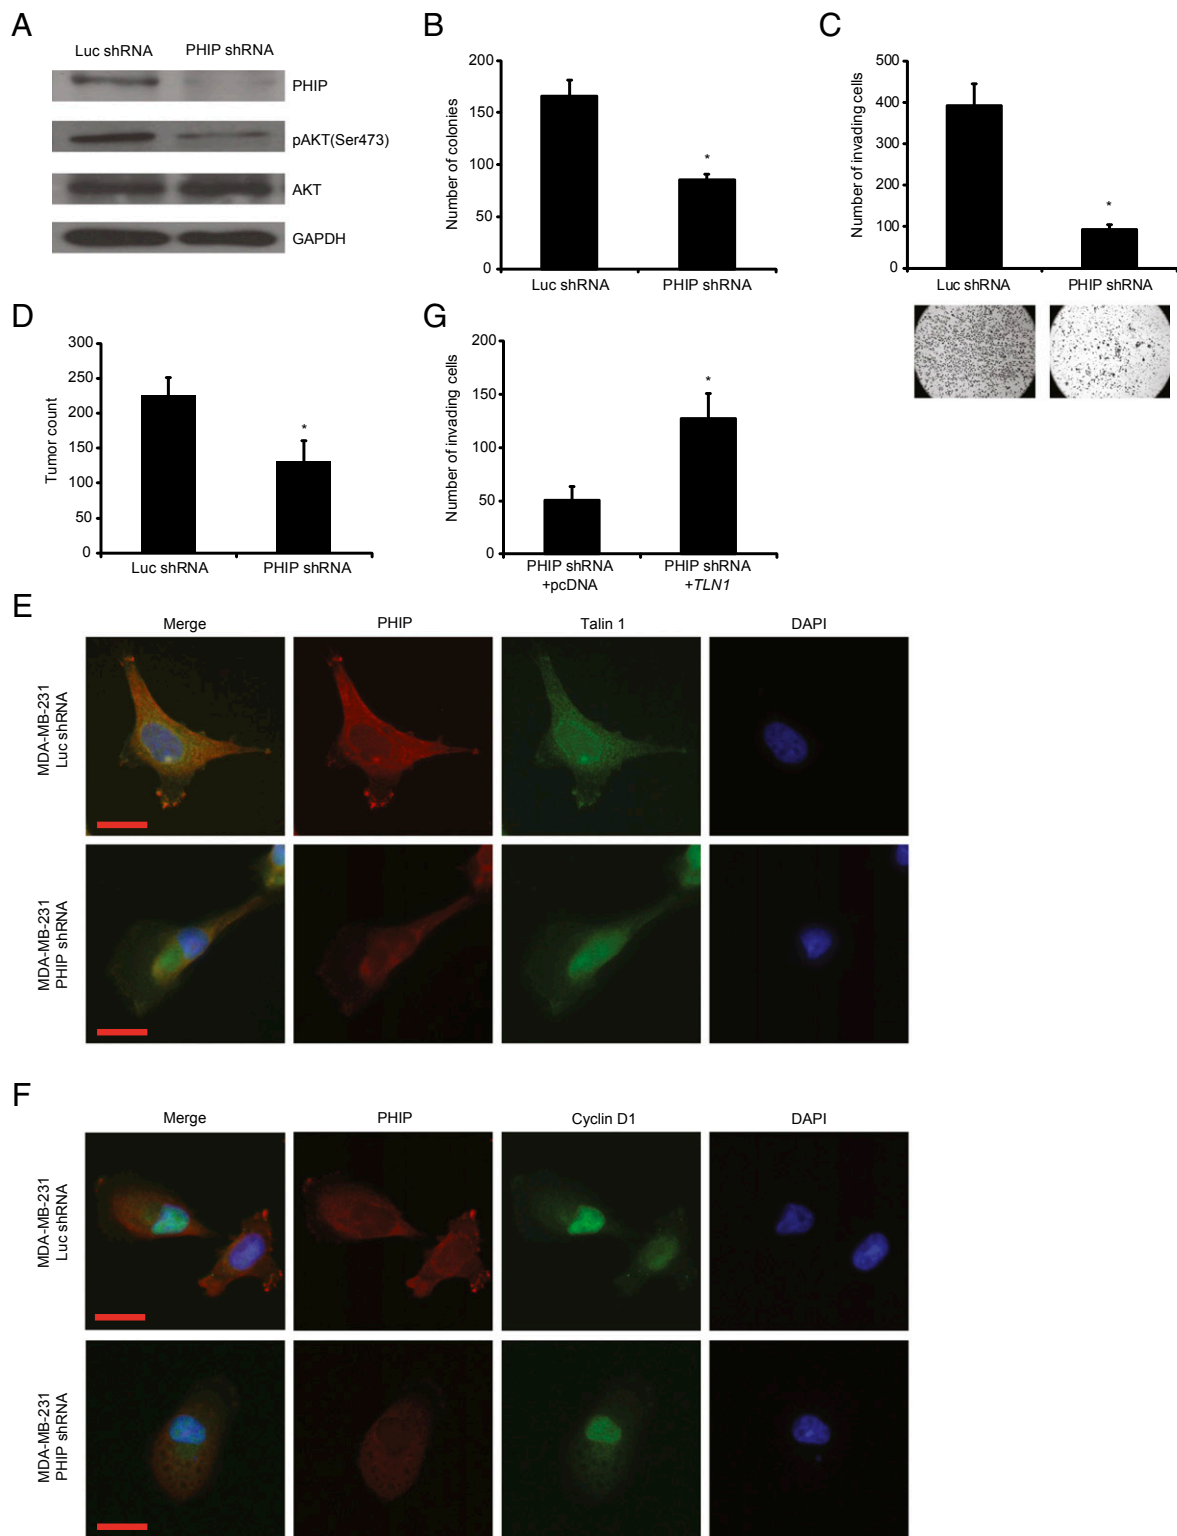 A
Luc shRNA PHIP shRNA
PHIP
pAKT(Ser473)
AKT
GAPDH
B
Number of colonies
200
150
100
50
0
*
Luc shRNA PHIP shRNA
C
Number of invading cells
500
400
300
200
100
0
*
Luc shRNA PHIP shRNA
D
Tumor count
300
250
200
150
100
50
0
*
Luc shRNA PHIP shRNA
G
Number of invading cells
200
150
100
50
0
*
PHIP shRNA PHIP shRNA
+pcDNA +TLN1
E
Merge PHIP Talin 1 DAPI
MDA-MB-231
Luc shRNA
MDA-MB-231
PHIP shRNA
F
Merge PHIP Cyclin D1 DAPI
MDA-MB-231
Luc shRNA
MDA-MB-231
PHIP shRNA